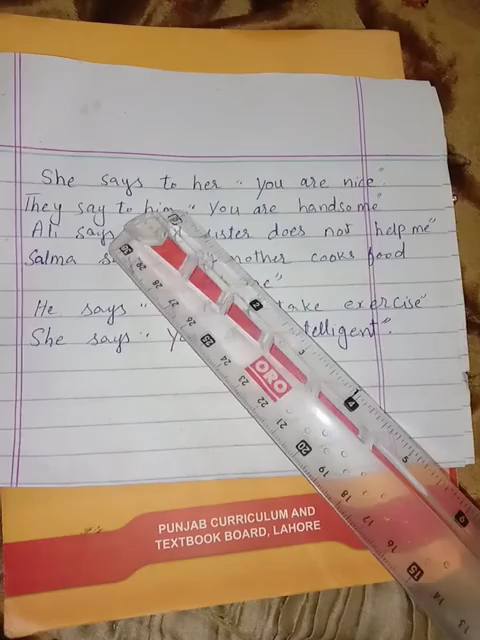 She says to her " You are nice"
They say to him " You are handsome"
Ali says sister does not help me"
Salma mother cooks food
me"
He says " take exercise"
She says " telligent".
ORO
PUNJAB CURRICULUM AND
TEXTBOOK BOARD, LAHORE